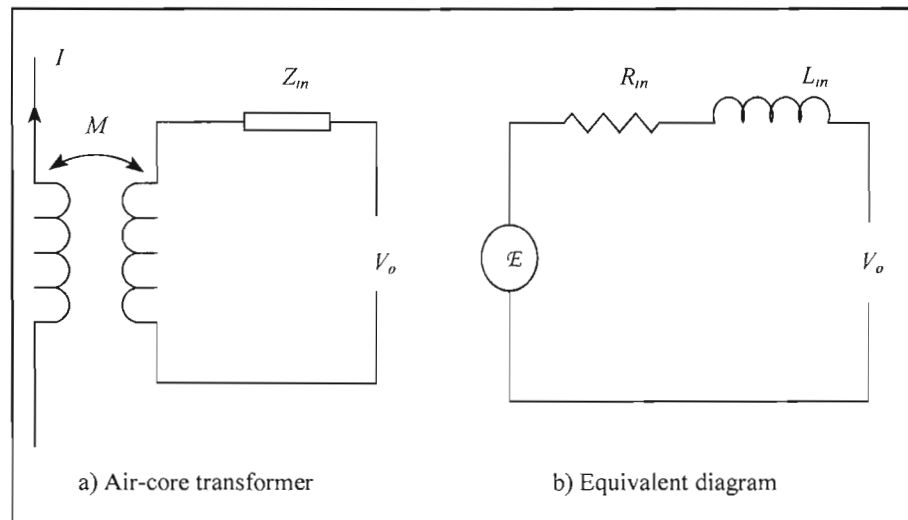 I
M
Z_in
V_o
a) Air-core transformer
R_in
L_in
E
V_o
b) Equivalent diagram